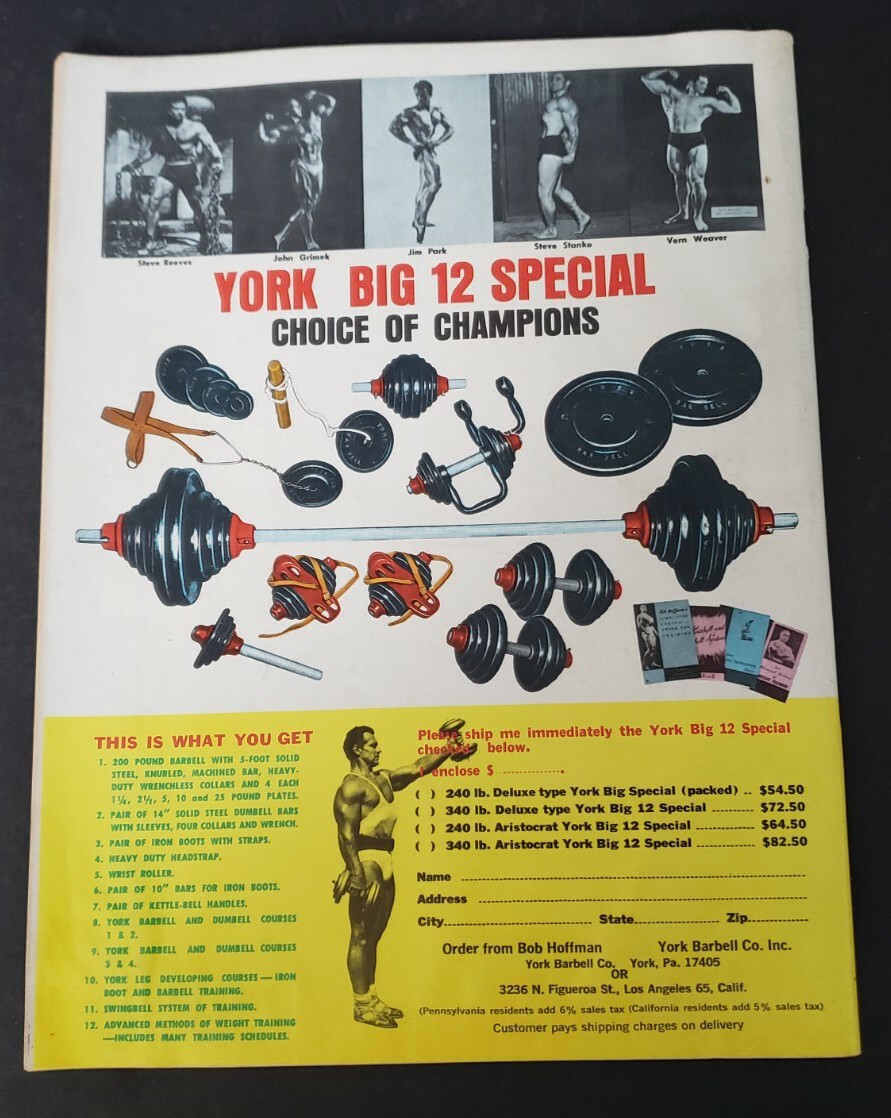 Steve Reeves
John Grimek
Jim Park
Steve Stanko
Vern Weaver
YORK BIG 12 SPECIAL
CHOICE OF CHAMPIONS
YORK
BAR BELL
YORK
BAR BELL
THIS IS WHAT YOU GET
1. 200 POUND BARBELL WITH 5-FOOT SOLID
STEEL, KNURLED, MACHINED BAR, HEAVY-
DUTY WRENCHLESS COLLARS AND 4 EACH
1¼, 2½, 5, 10 and 25 POUND PLATES.
2. PAIR OF 14" SOLID STEEL DUMBELL BARS
WITH SLEEVES, FOUR COLLARS AND WRENCH.
3. PAIR OF IRON BOOTS WITH STRAPS.
4. HEAVY DUTY HEADSTRAP.
5. WRIST ROLLER.
6. PAIR OF 10" BARS FOR IRON BOOTS.
7. PAIR OF KETTLE-BELL HANDLES.
8. YORK BARBELL AND DUMBELL COURSES
1 & 2.
9. YORK BARBELL AND DUMBELL COURSES
3 & 4.
10. YORK LEG DEVELOPING COURSES—IRON
BOOT AND BARBELL TRAINING.
11. SWINGBELL SYSTEM OF TRAINING.
12. ADVANCED METHODS OF WEIGHT TRAINING
—INCLUDES MANY TRAINING SCHEDULES.
Please ship me immediately the York Big 12 Special
checked below.
I enclose $ ..............
( ) 240 lb. Deluxe type York Big Special (packed) .. $54.50
( ) 340 lb. Deluxe type York Big 12 Special .......... $72.50
( ) 240 lb. Aristocrat York Big 12 Special .............. $64.50
( ) 340 lb. Aristocrat York Big 12 Special .............. $82.50
Name
Address
City State Zip
Order from Bob Hoffman York Barbell Co. Inc.
York Barbell Co. York, Pa. 17405
OR
3236 N. Figueroa St., Los Angeles 65, Calif.
(Pennsylvania residents add 6% sales tax (California residents add 5% sales tax)
Customer pays shipping charges on delivery